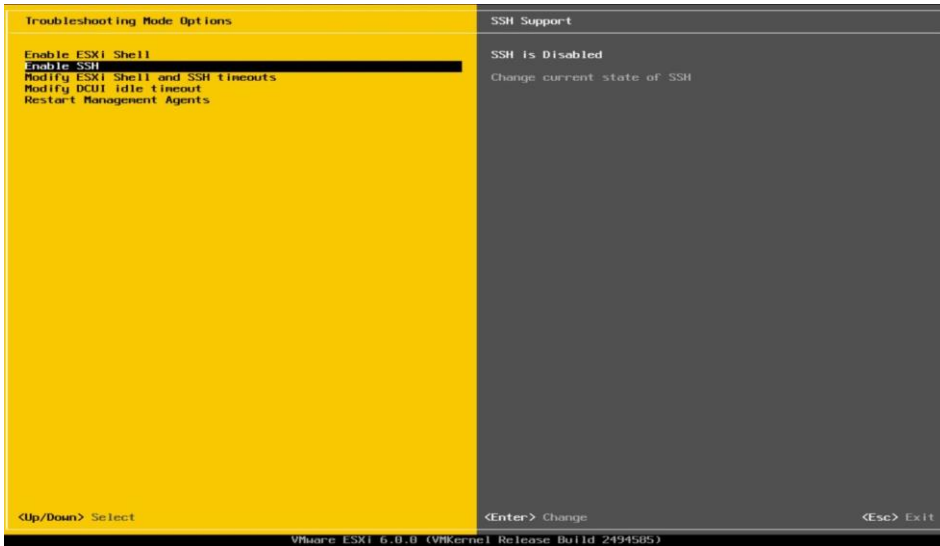 Troubleshooting Mode Options
Enable ESXi Shell
Enable SSH
Modify ESXi Shell and SSH timeouts
Modify DCUI idle timeout
Restart Management Agents
<Up/Down> Select
SSH Support
SSH is Disabled
Change current state of SSH
<Enter> Change
<Esc> Exit
VMware ESXi 6.0.0 (VMKernel Release Build 2494585)